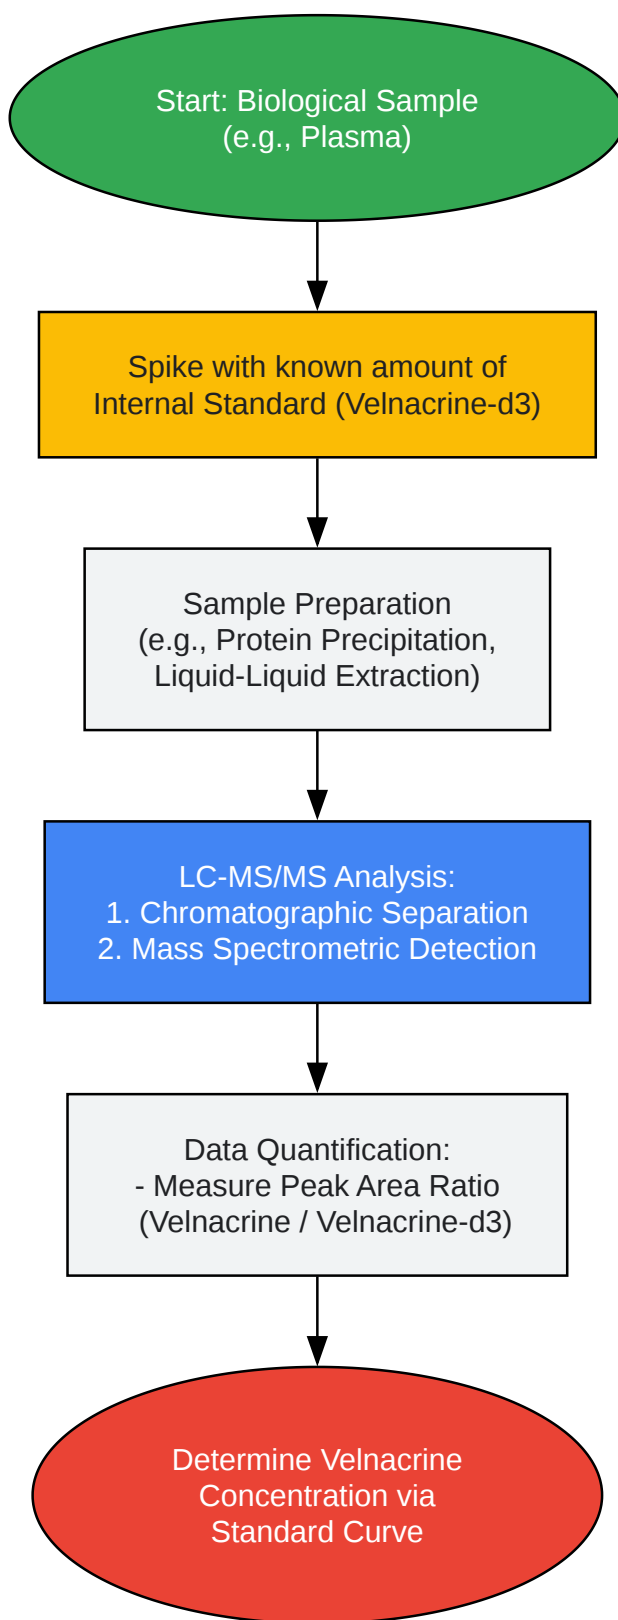 Start: Biological Sample
(e.g., Plasma)
Spike with known amount of
Internal Standard (Velnacrine-d3)
Sample Preparation
(e.g., Protein Precipitation,
Liquid-Liquid Extraction)
LC-MS/MS Analysis:
1. Chromatographic Separation
2. Mass Spectrometric Detection
Data Quantification:
- Measure Peak Area Ratio
(Velnacrine / Velnacrine-d3)
Determine Velnacrine
Concentration via
Standard Curve